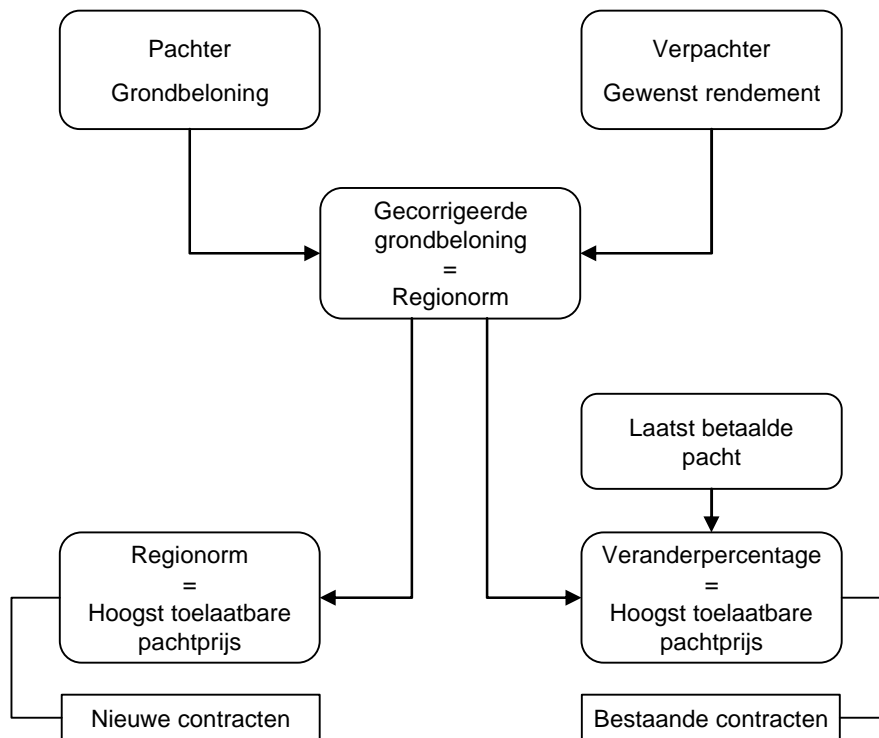 Pachter
Grondbeloning
Verpachter
Gewenst rendement
Gecorrigeerde
grondbeloning
=
Regionorm
Laatst betaalde
pacht
Regionorm
=
Hoogst toelaatbare
pachtprijs
Veranderpercentage
=
Hoogst toelaatbare
pachtprijs
Nieuwe contracten
Bestaande contracten